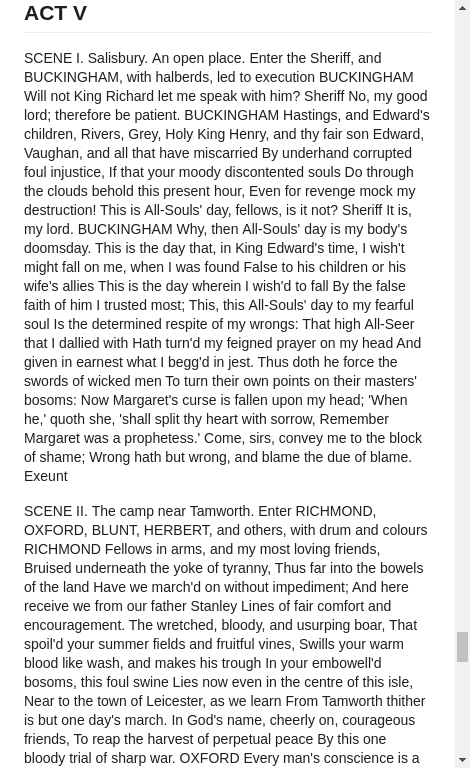 ACT V
SCENE I. Salisbury. An open place. Enter the Sheriff, and
BUCKINGHAM, with halberds, led to execution BUCKINGHAM
Will not King Richard let me speak with him? Sheriff No, my good
lord; therefore be patient. BUCKINGHAM Hastings, and Edward's
children, Rivers, Grey, Holy King Henry, and thy fair son Edward,
Vaughan, and all that have miscarried By underhand corrupted
foul injustice, If that your moody discontented souls Do through
the clouds behold this present hour, Even for revenge mock my
destruction! This is All-Souls' day, fellows, is it not? Sheriff It is,
my lord. BUCKINGHAM Why, then All-Souls' day is my body's
doomsday. This is the day that, in King Edward's time, I wish't
might fall on me, when I was found False to his children or his
wife's allies This is the day wherein I wish'd to fall By the false
faith of him I trusted most; This, this All-Souls' day to my fearful
soul Is the determined respite of my wrongs: That high All-Seer
that I dallied with Hath turn'd my feigned prayer on my head And
given in earnest what I begg'd in jest. Thus doth he force the
swords of wicked men To turn their own points on their masters'
bosoms: Now Margaret's curse is fallen upon my head; 'When
he,' quoth she, 'shall split thy heart with sorrow, Remember
Margaret was a prophetess.' Come, sirs, convey me to the block
of shame; Wrong hath but wrong, and blame the due of blame.
Exeunt
SCENE II. The camp near Tamworth. Enter RICHMOND,
OXFORD, BLUNT, HERBERT, and others, with drum and colours
RICHMOND Fellows in arms, and my most loving friends,
Bruised underneath the yoke of tyranny, Thus far into the bowels
of the land Have we march'd on without impediment; And here
receive we from our father Stanley Lines of fair comfort and
encouragement. The wretched, bloody, and usurping boar, That
spoil'd your summer fields and fruitful vines, Swills your warm
blood like wash, and makes his trough In your embowell'd
bosoms, this foul swine Lies now even in the centre of this isle,
Near to the town of Leicester, as we learn From Tamworth thither
is but one day's march. In God's name, cheerly on, courageous
friends, To reap the harvest of perpetual peace By this one
bloody trial of sharp war. OXFORD Every man's conscience is a